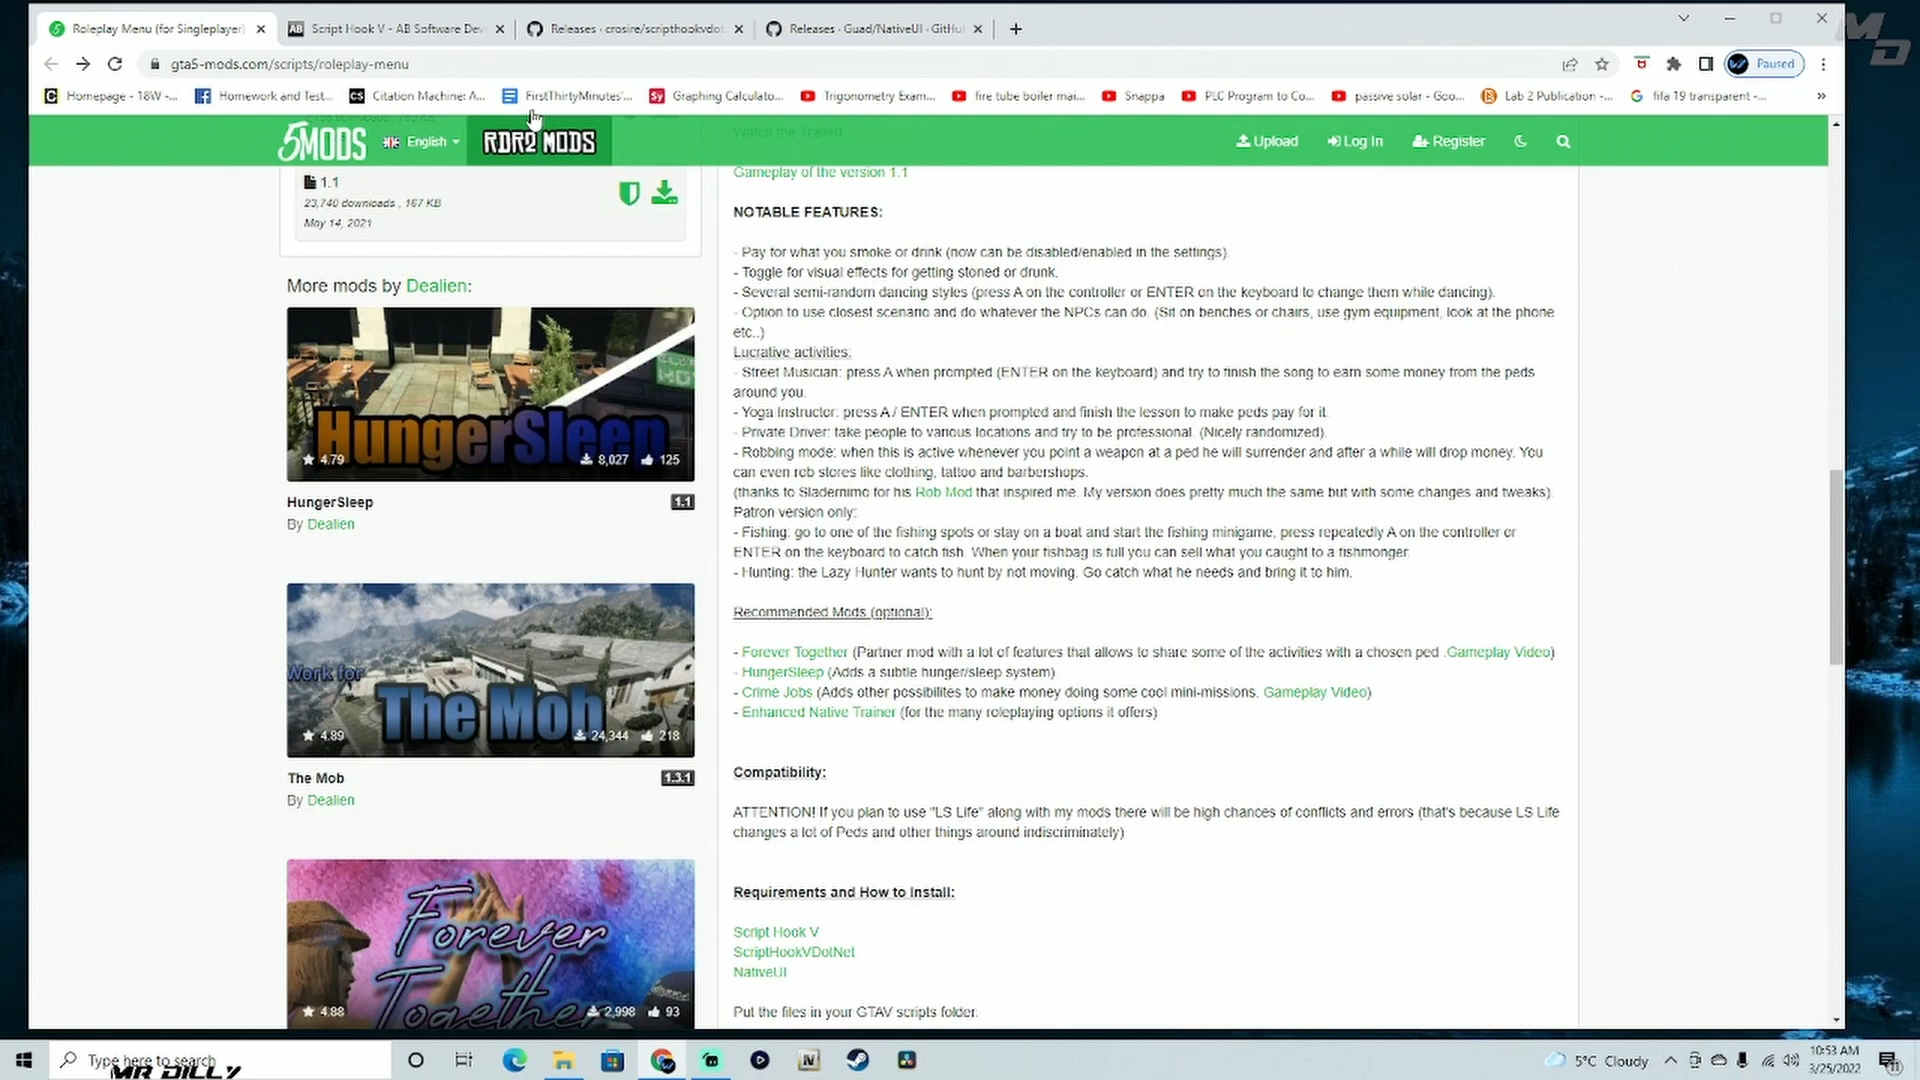 Roleplay Menu (for Singleplayer)
Script Hook V - AB Software Dev
Releases · crosire/scripthookvdot
Releases · Guad/NativeUI · GitHu
gta5-mods.com/scripts/roleplay-menu
Paused
Homepage - 18W -...
Homework and Test...
Citation Machine: A...
FirstThirtyMinutes'...
Graphing Calculato...
Trigonometry Exam...
fire tube boiler mai...
Snappa
PLC Program to Co...
passive solar - Goo...
Lab 2 Publication -...
fifa 19 transparent -...
MD
5MODS
English
RDR2 MODS
Upload
Log In
Register
Watch the Trailer!
Gameplay of the version 1.1
1.1
23,740 downloads , 167 KB
May 14, 2021
More mods by Dealien:
HungerSleep
4.79
8,027
125
HungerSleep
1.1
By Dealien
Work for
The Mob
4.89
24,344
218
The Mob
1.3.1
By Dealien
Forever
Together
4.88
2,998
93
NOTABLE FEATURES:
- Pay for what you smoke or drink (now can be disabled/enabled in the settings).
- Toggle for visual effects for getting stoned or drunk.
- Several semi-random dancing styles (press A on the controller or ENTER on the keyboard to change them while dancing).
- Option to use closest scenario and do whatever the NPCs can do. (Sit on benches or chairs, use gym equipment, look at the phone
etc..)
Lucrative activities:
- Street Musician: press A when prompted (ENTER on the keyboard) and try to finish the song to earn some money from the peds
around you.
- Yoga Instructor: press A / ENTER when prompted and finish the lesson to make peds pay for it.
- Private Driver: take people to various locations and try to be professional. (Nicely randomized).
- Robbing mode: when this is active whenever you point a weapon at a ped he will surrender and after a while will drop money. You
can even rob stores like clothing, tattoo and barbershops.
(thanks to Sladernimo for his Rob Mod that inspired me. My version does pretty much the same but with some changes and tweaks).
Patron version only:
- Fishing: go to one of the fishing spots or stay on a boat and start the fishing minigame, press repeatedly A on the controller or
ENTER on the keyboard to catch fish. When your fishbag is full you can sell what you caught to a fishmonger.
- Hunting: the Lazy Hunter wants to hunt by not moving. Go catch what he needs and bring it to him.
Recommended Mods (optional):
- Forever Together (Partner mod with a lot of features that allows to share some of the activities with a chosen ped .Gameplay Video)
- HungerSleep (Adds a subtle hunger/sleep system)
- Crime Jobs (Adds other possibilites to make money doing some cool mini-missions. Gameplay Video)
- Enhanced Native Trainer (for the many roleplaying options it offers)
Compatibility:
ATTENTION! If you plan to use "LS Life" along with my mods there will be high chances of conflicts and errors (that's because LS Life
changes a lot of Peds and other things around indiscriminately)
Requirements and How to Install:
Script Hook V
ScriptHookVDotNet
NativeUI
Put the files in your GTAV scripts folder.
Type here to search
MR DILLY
5°C Cloudy
10:53 AM
3/25/2022